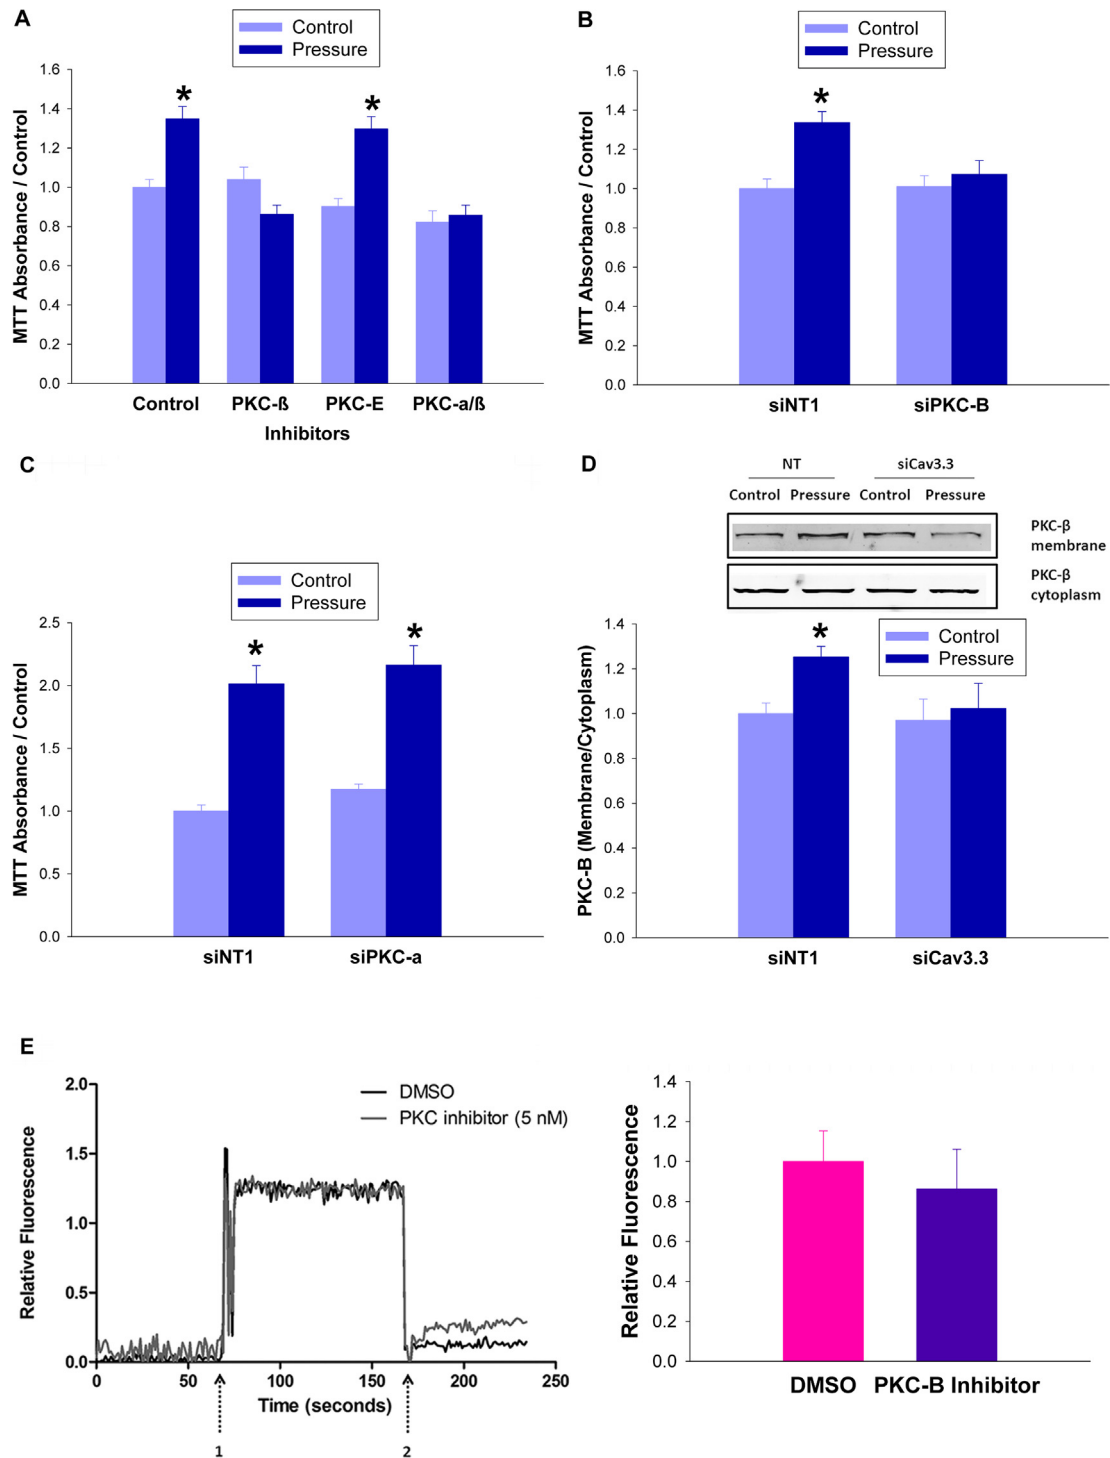 A
Control
Pressure
MTT Absorbance / Control
1.6
1.4
1.2
1.0
0.8
0.6
0.4
0.2
0.0
*
*
Control
PKC-ß
PKC-E
PKC-a/ß
Inhibitors
B
Control
Pressure
MTT Absorbance / Control
1.6
1.4
1.2
1.0
0.8
0.6
0.4
0.2
0.0
*
siNT1
siPKC-B
C
Control
Pressure
MTT Absorbance / Control
2.5
2.0
1.5
1.0
0.5
0.0
*
*
siNT1
siPKC-a
D
NT siCav3.3
Control Pressure Control Pressure
PKC-β
membrane
PKC-β
cytoplasm
Control
Pressure
PKC-B (Membrane/Cytoplasm)
1.4
1.2
1.0
0.8
0.6
0.4
0.2
0.0
*
siNT1
siCav3.3
E
DMSO
PKC inhibitor (5 nM)
Relative Fluorescence
2.0
1.5
1.0
0.5
0.0
0 50 100 150 200 250
Time (seconds)
1 2
Relative Fluorescence
1.4
1.2
1.0
0.8
0.6
0.4
0.2
0.0
DMSO PKC-B Inhibitor